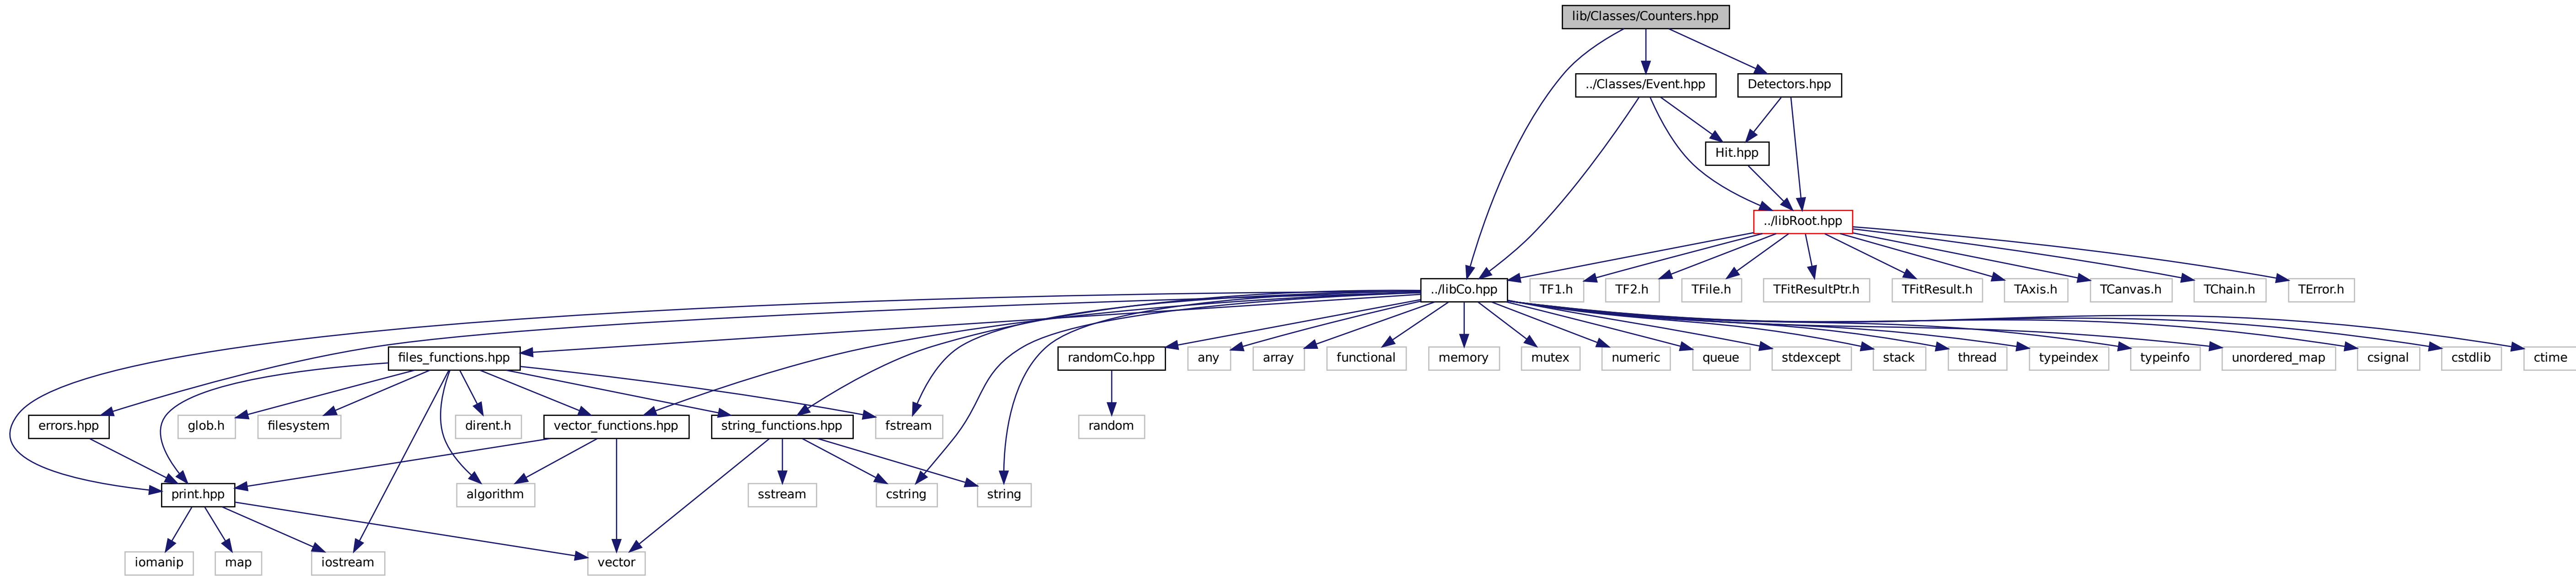 lib/Classes/Counters.hpp
../Classes/Event.hpp
Detectors.hpp
Hit.hpp
../libRoot.hpp
../libCo.hpp
TF1.h
TF2.h
TFile.h
TFitResultPtr.h
TFitResult.h
TAxis.h
TCanvas.h
TChain.h
TError.h
files_functions.hpp
randomCo.hpp
any
array
functional
memory
mutex
numeric
queue
stdexcept
stack
thread
typeindex
typeinfo
unordered_map
csignal
cstdlib
ctime
errors.hpp
glob.h
filesystem
dirent.h
vector_functions.hpp
string_functions.hpp
fstream
random
print.hpp
algorithm
sstream
cstring
string
iomanip
map
iostream
vector